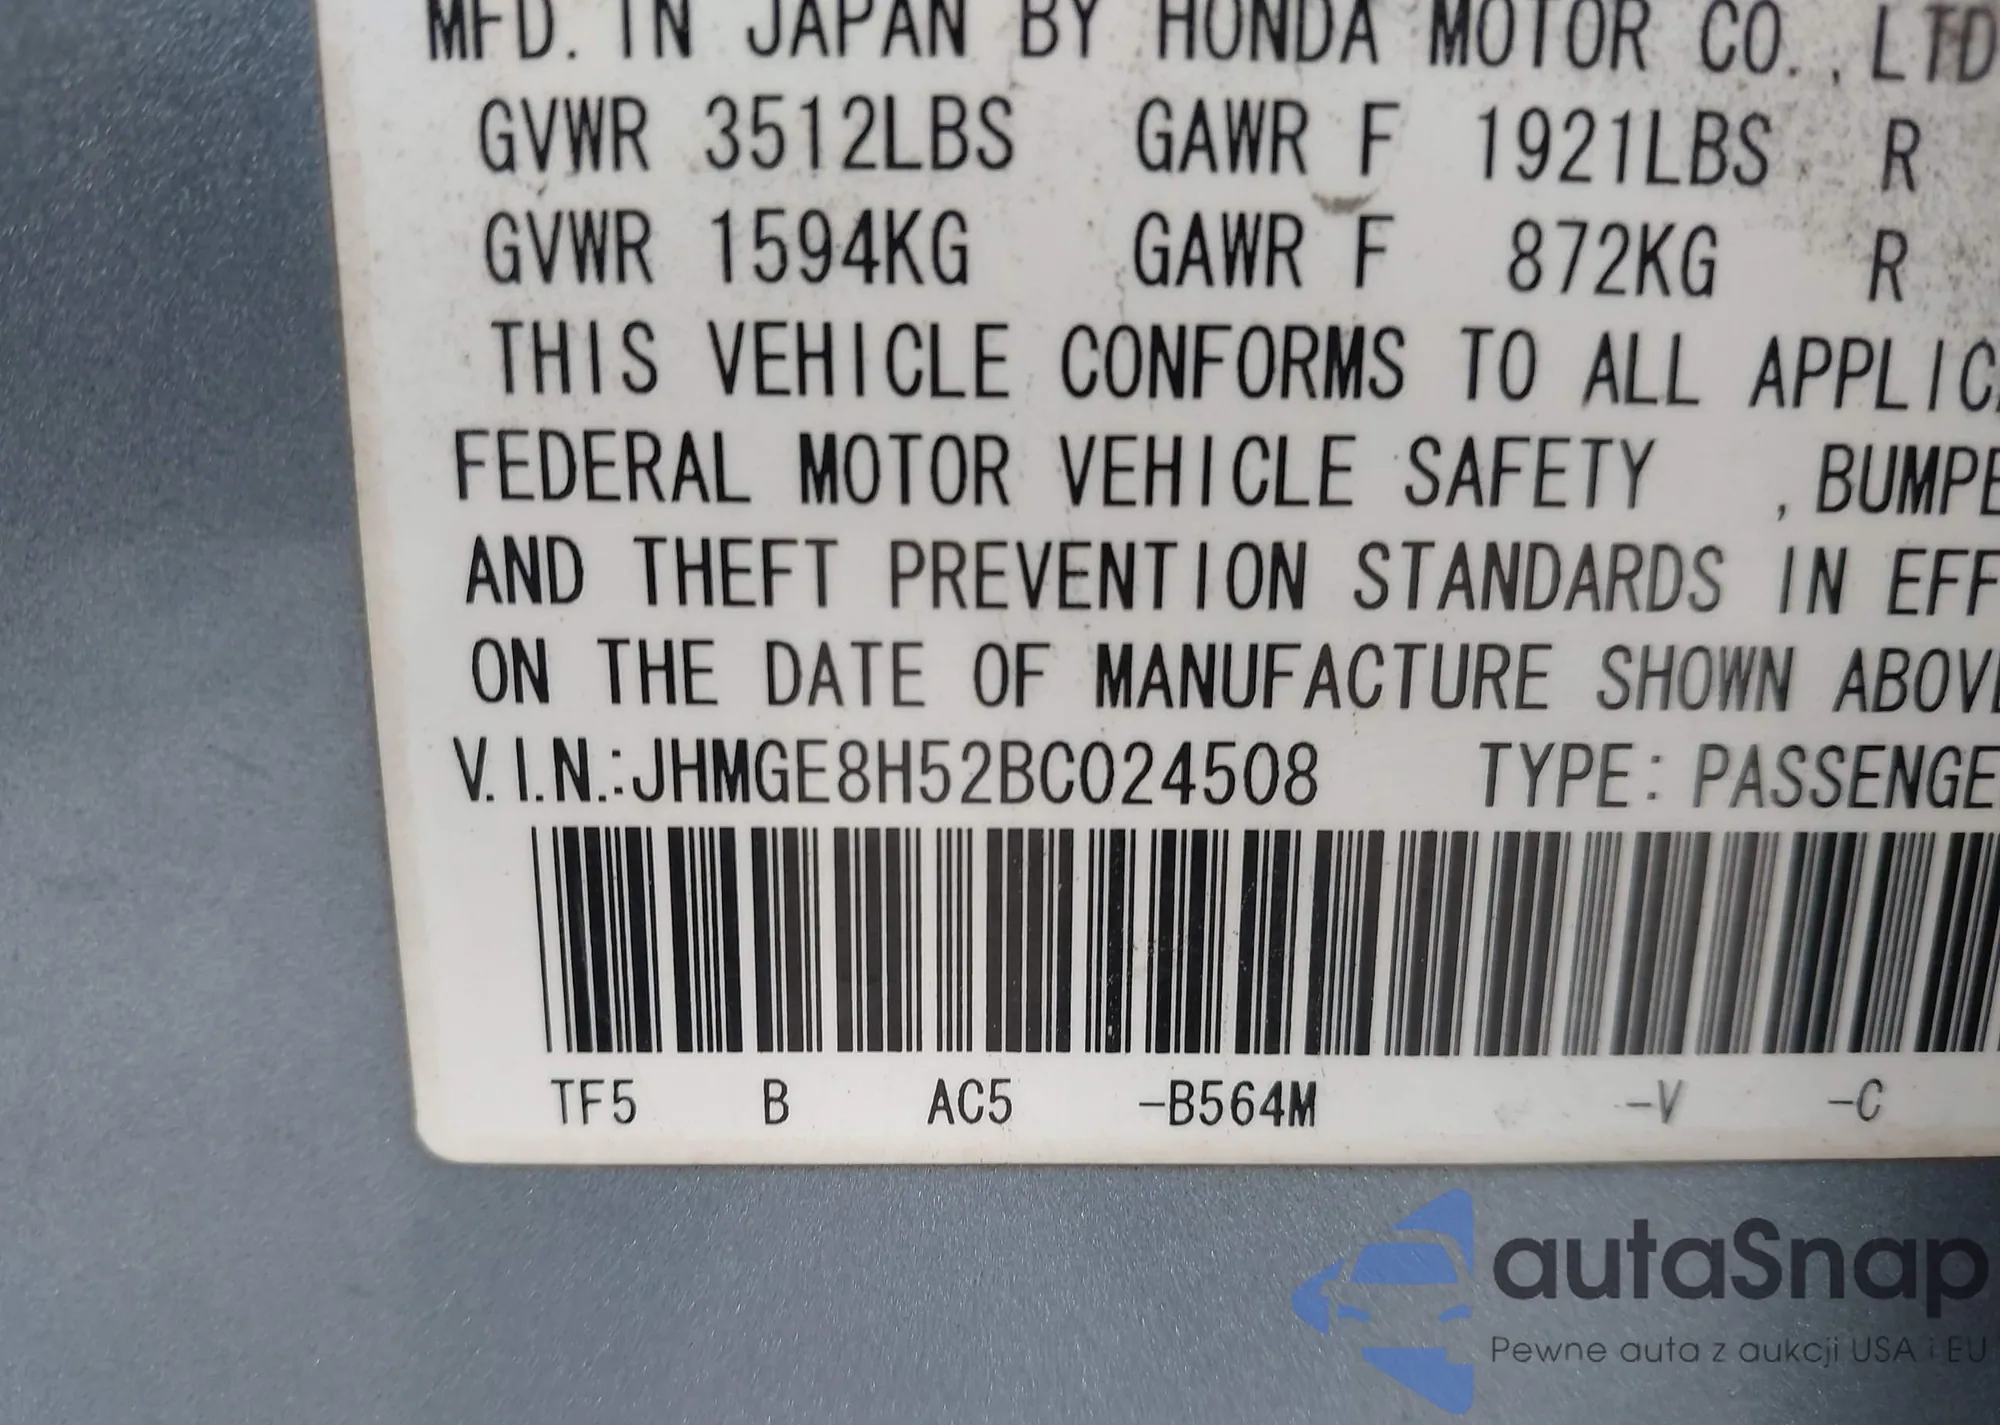 MFD. IN JAPAN BY HONDA MOTOR CO., LTD
GVWR 3512LBS GAWR F 1921LBS R
GVWR 1594KG GAWR F 872KG R
THIS VEHICLE CONFORMS TO ALL APPLIC
FEDERAL MOTOR VEHICLE SAFETY , BUMPE
AND THEFT PREVENTION STANDARDS IN EFF
ON THE DATE OF MANUFACTURE SHOWN ABOVE
V.I.N.:JHMGE8H52BC024508 TYPE: PASSENGE
TF5 B AC5 -B564M -V -C
autaSnap
Pewne auta z aukcji USA i EU